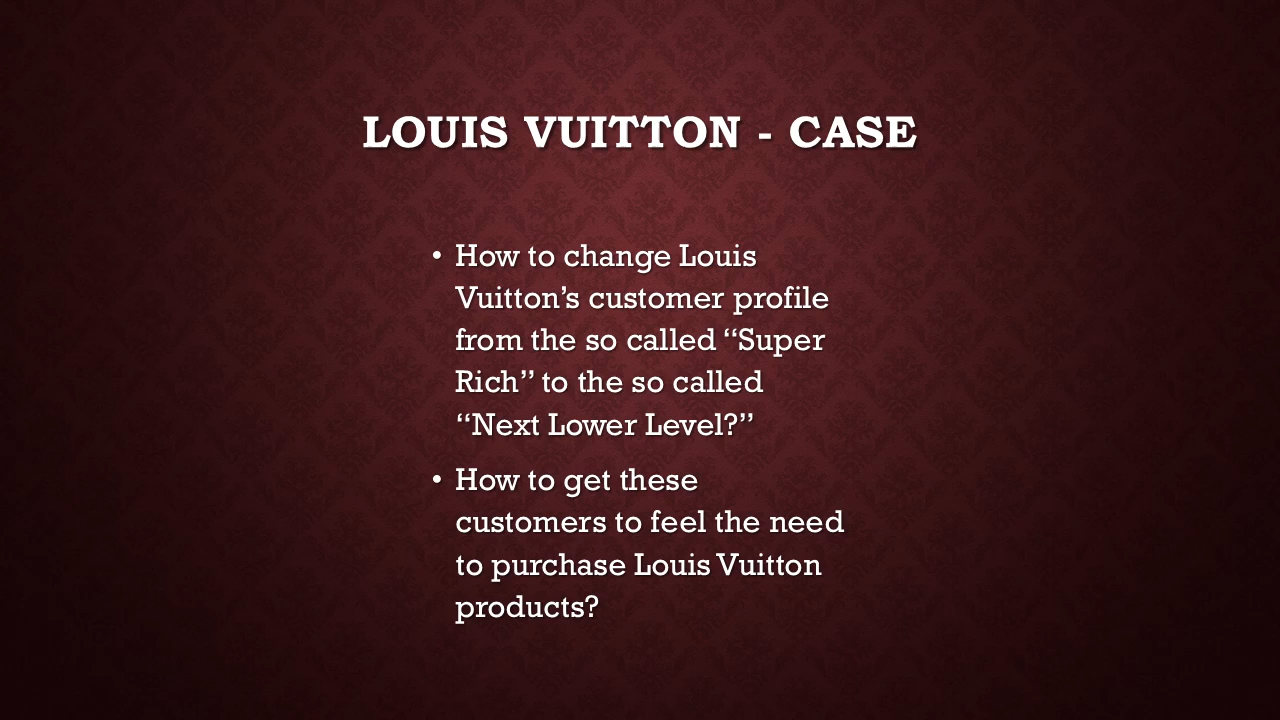 LOUIS VUITTON - CASE
• How to change Louis
Vuitton’s customer profile
from the so called “Super
Rich” to the so called
“Next Lower Level?”
• How to get these
customers to feel the need
to purchase Louis Vuitton
products?